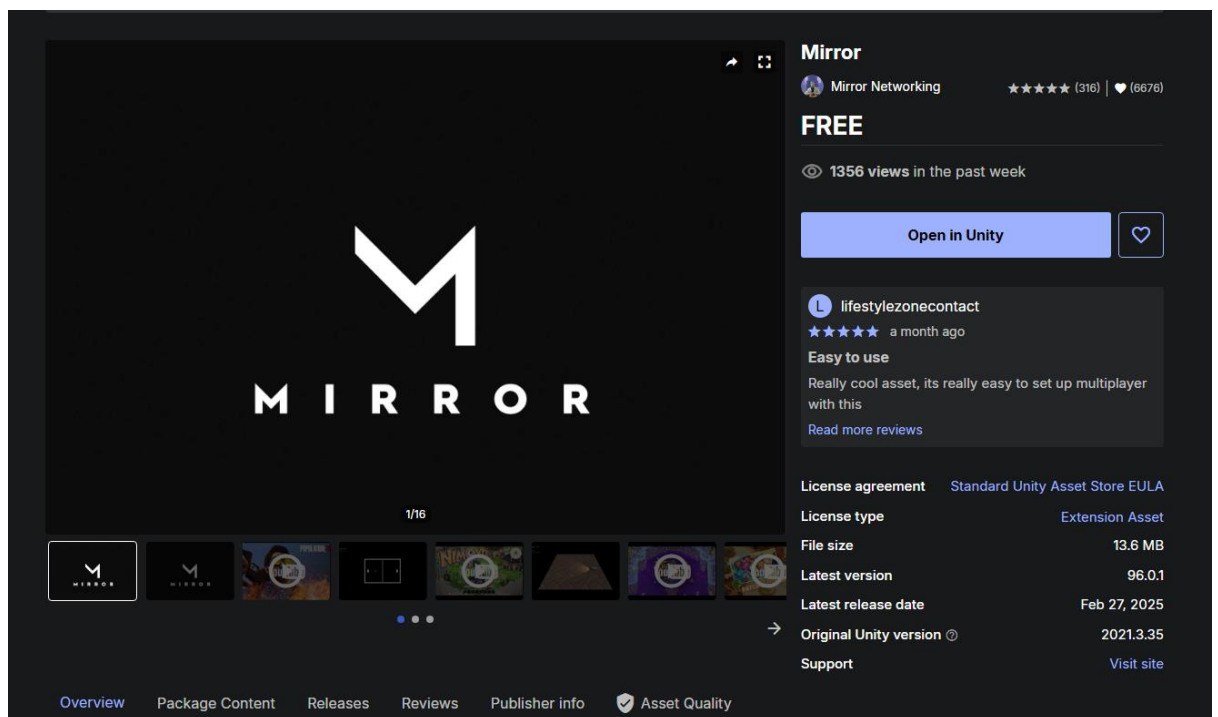 MIRROR
1/16
MIRROR
MIRROR
Mirror
Mirror Networking
★★★★★ (316) | ♥ (6676)
FREE
1356 views in the past week
Open in Unity
L lifestylezonecontact
★★★★★ a month ago
Easy to use
Really cool asset, its really easy to set up multiplayer
with this
Read more reviews
License agreement Standard Unity Asset Store EULA
License type Extension Asset
File size 13.6 MB
Latest version 96.0.1
Latest release date Feb 27, 2025
Original Unity version ? 2021.3.35
Support Visit site
Overview Package Content Releases Reviews Publisher info Asset Quality